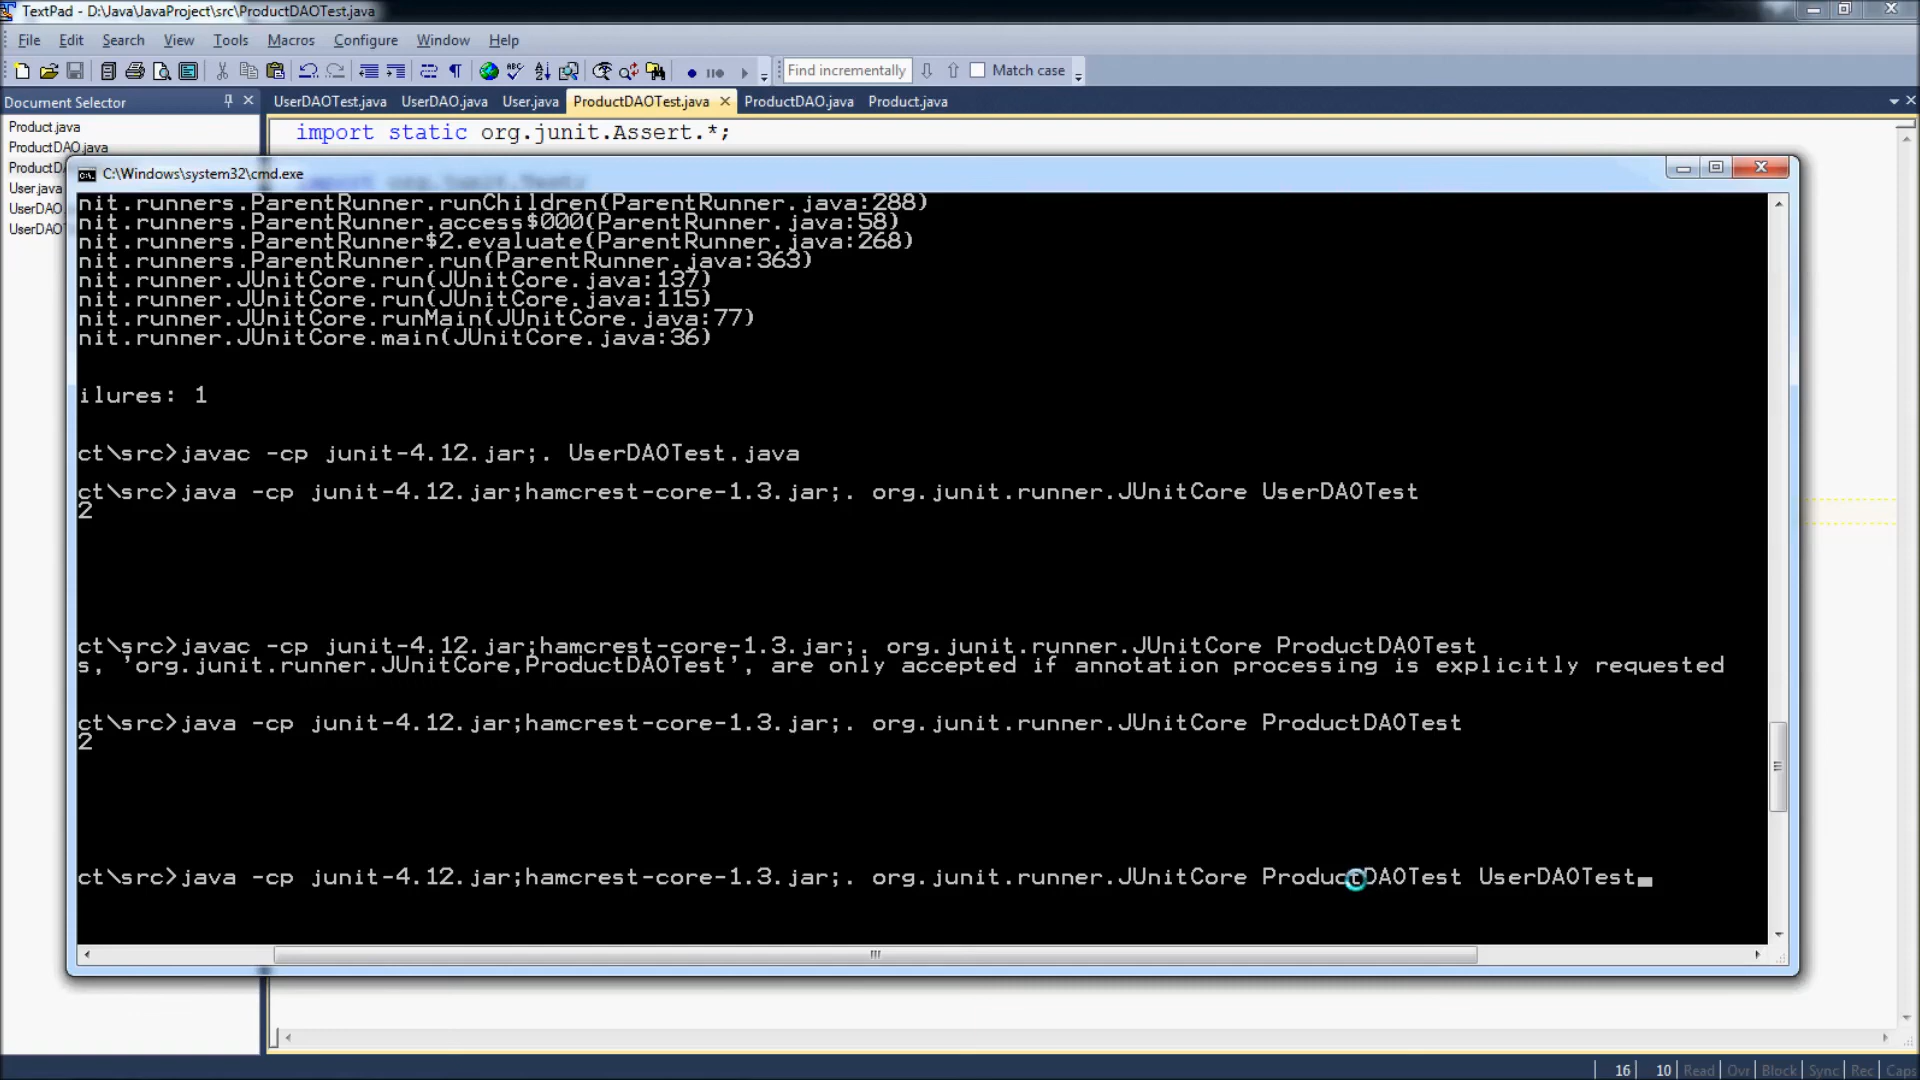 TextPad - D:\Java\JavaProject\src\ProductDAOTest.java
File Edit Search View Tools Macros Configure Window Help
Find incrementally Match case
Document Selector
UserDAOTest.java UserDAO.java User.java ProductDAOTest.java ProductDAO.java Product.java
Product.java
ProductDAO.java
ProductD
User.java
UserDAO
UserDAO
import static org.junit.Assert.*;
C:\Windows\system32\cmd.exe
nit.runners.ParentRunner.runChildren(ParentRunner.java:288)
nit.runners.ParentRunner.access$000(ParentRunner.java:58)
nit.runners.ParentRunner$2.evaluate(ParentRunner.java:268)
nit.runners.ParentRunner.run(ParentRunner.java:363)
nit.runner.JUnitCore.run(JUnitCore.java:137)
nit.runner.JUnitCore.run(JUnitCore.java:115)
nit.runner.JUnitCore.runMain(JUnitCore.java:77)
nit.runner.JUnitCore.main(JUnitCore.java:36)
ilures: 1
ct\src>javac -cp junit-4.12.jar;. UserDAOTest.java
ct\src>java -cp junit-4.12.jar;hamcrest-core-1.3.jar;. org.junit.runner.JUnitCore UserDAOTest
2
ct\src>javac -cp junit-4.12.jar;hamcrest-core-1.3.jar;. org.junit.runner.JUnitCore ProductDAOTest
s, 'org.junit.runner.JUnitCore,ProductDAOTest', are only accepted if annotation processing is explicitly requested
ct\src>java -cp junit-4.12.jar;hamcrest-core-1.3.jar;. org.junit.runner.JUnitCore ProductDAOTest
2
ct\src>java -cp junit-4.12.jar;hamcrest-core-1.3.jar;. org.junit.runner.JUnitCore ProductDAOTest UserDAOTest
16 10 Read Ovr Block Sync Rec Caps